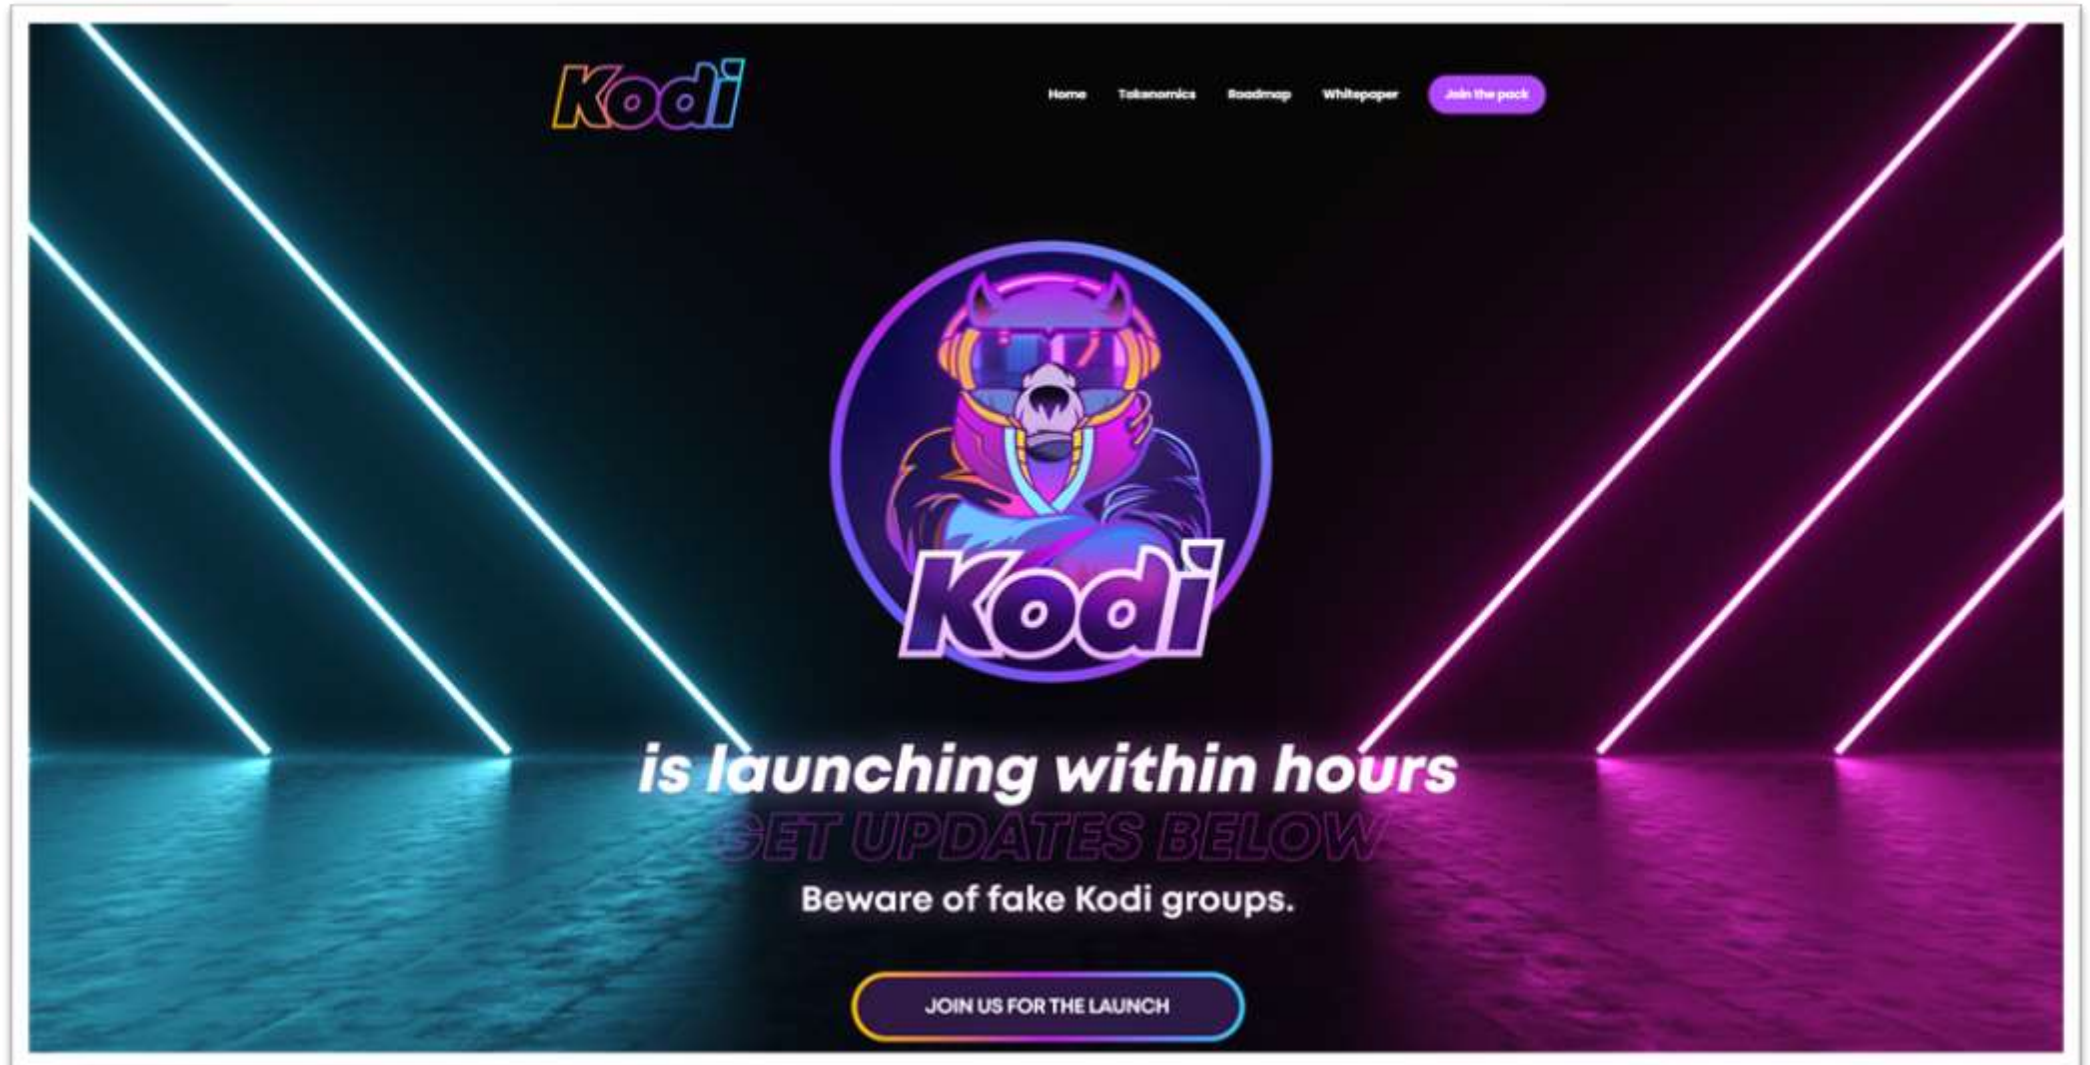 Kodi
Home Tokenomics Roadmap Whitepaper Join the pack
Kodi
is launching within hours
GET UPDATES BELOW
Beware of fake Kodi groups.
JOIN US FOR THE LAUNCH